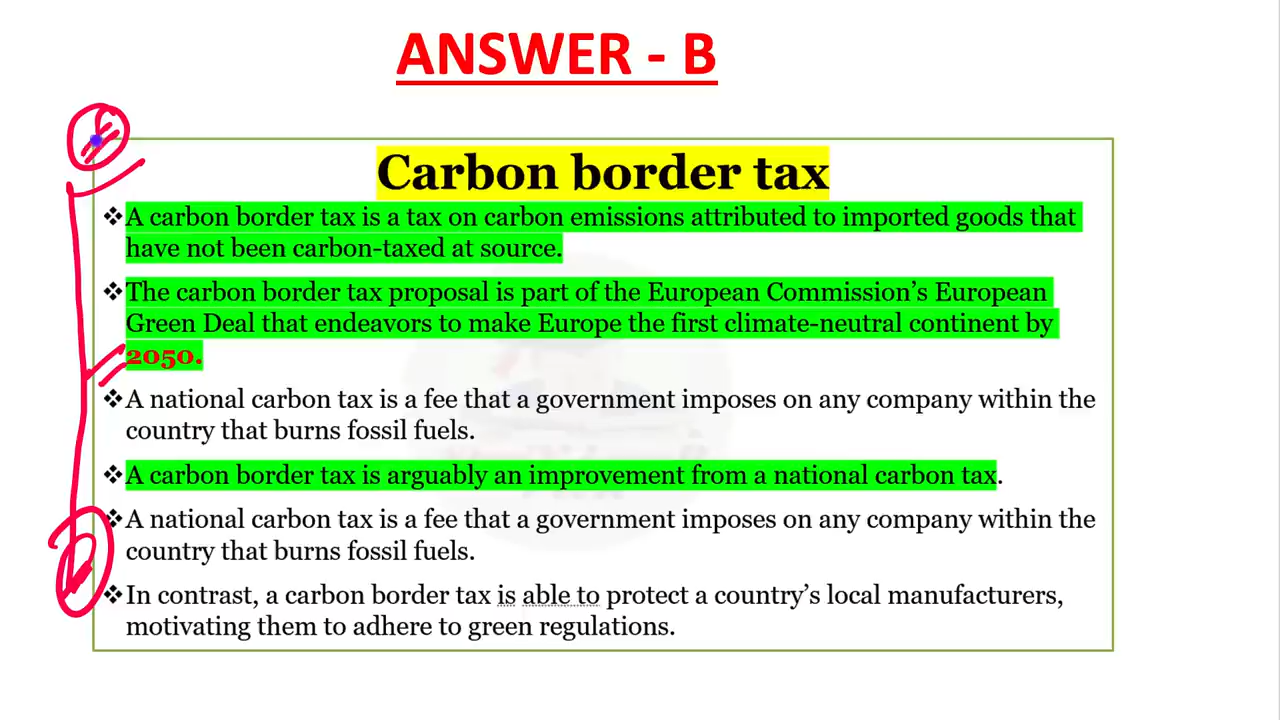 ANSWER - B
Carbon border tax
❖A carbon border tax is a tax on carbon emissions attributed to imported goods that
have not been carbon-taxed at source.
❖The carbon border tax proposal is part of the European Commission’s European
Green Deal that endeavors to make Europe the first climate-neutral continent by
2050.
❖A national carbon tax is a fee that a government imposes on any company within the
country that burns fossil fuels.
❖A carbon border tax is arguably an improvement from a national carbon tax.
❖A national carbon tax is a fee that a government imposes on any company within the
country that burns fossil fuels.
❖In contrast, a carbon border tax is able to protect a country’s local manufacturers,
motivating them to adhere to green regulations.